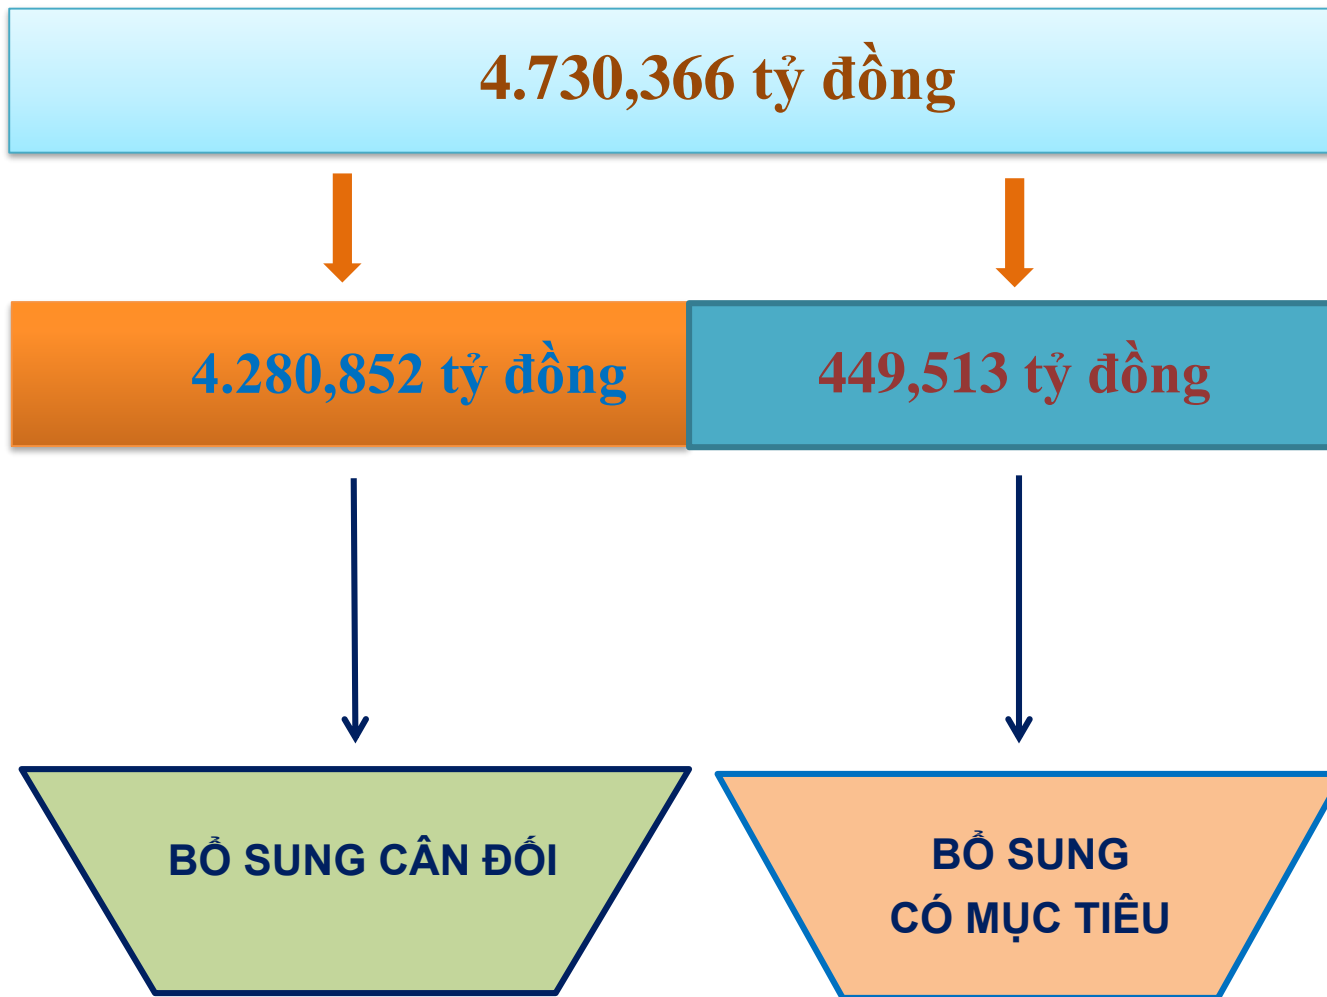 4.730,366 tỷ đồng
4.280,852 tỷ đồng
449,513 tỷ đồng
BỔ SUNG CÂN ĐỐI
BỔ SUNG
CÓ MỤC TIÊU